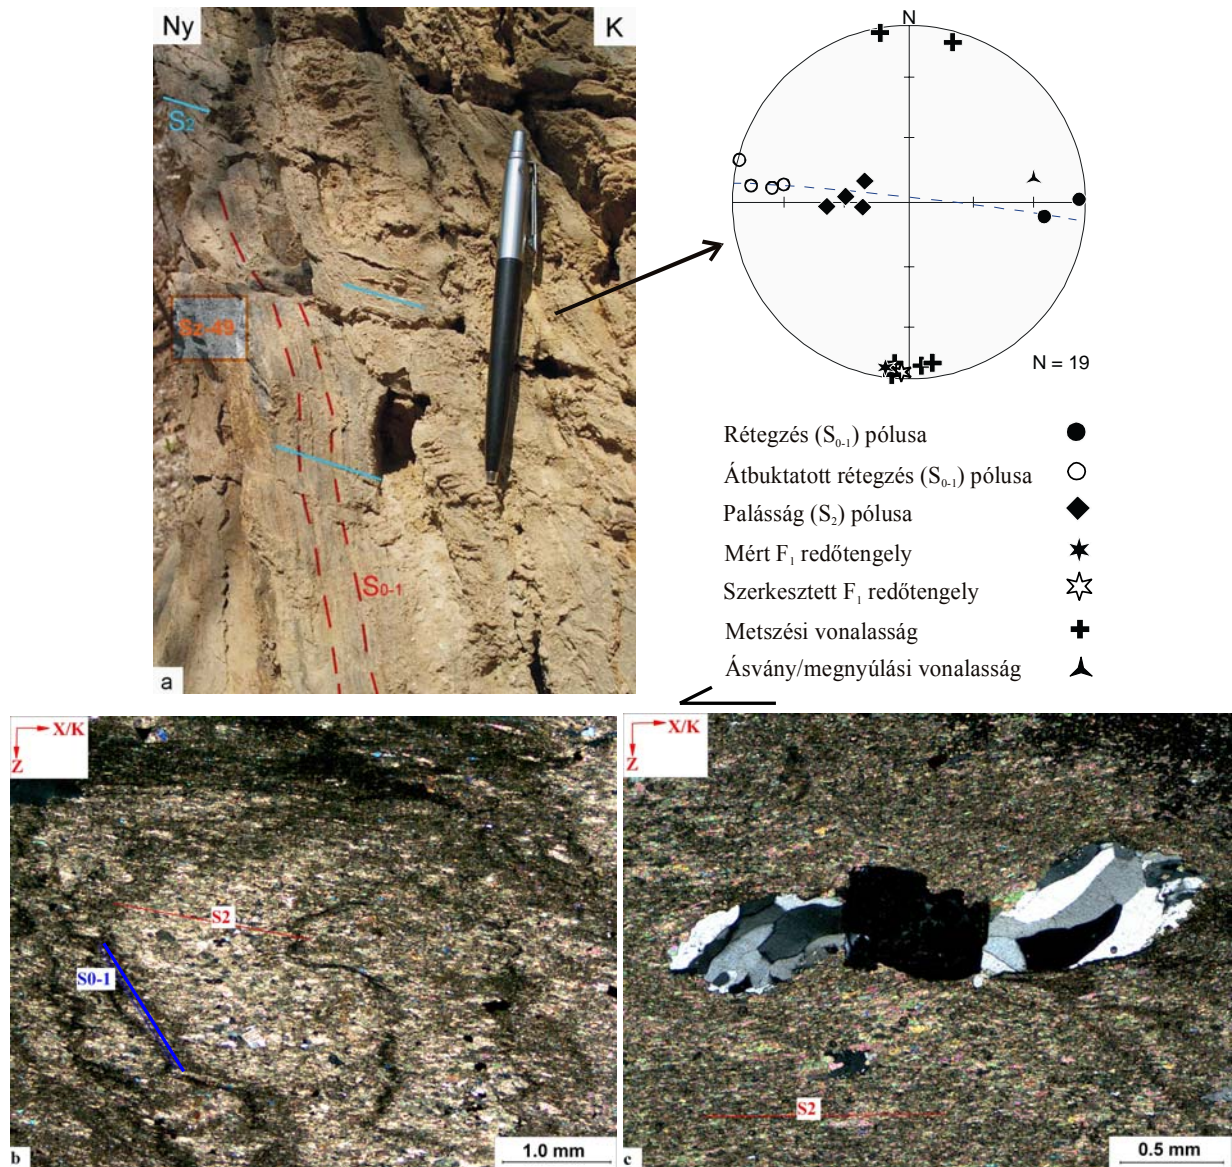 Ny
K
S2
Sz-49
S0-1
a
N
N = 19
Rétegzés (S0-1) pólusa
Átbuktatott rétegzés (S0-1) pólusa
Palásság (S2) pólusa
Mért F1 redőtengely
Szerkesztett F1 redőtengely
Metszési vonalasság
Ásvány/megnyúlási vonalasság
X/K
Z
S2
S0-1
1.0 mm
b
X/K
Z
S2
0.5 mm
c